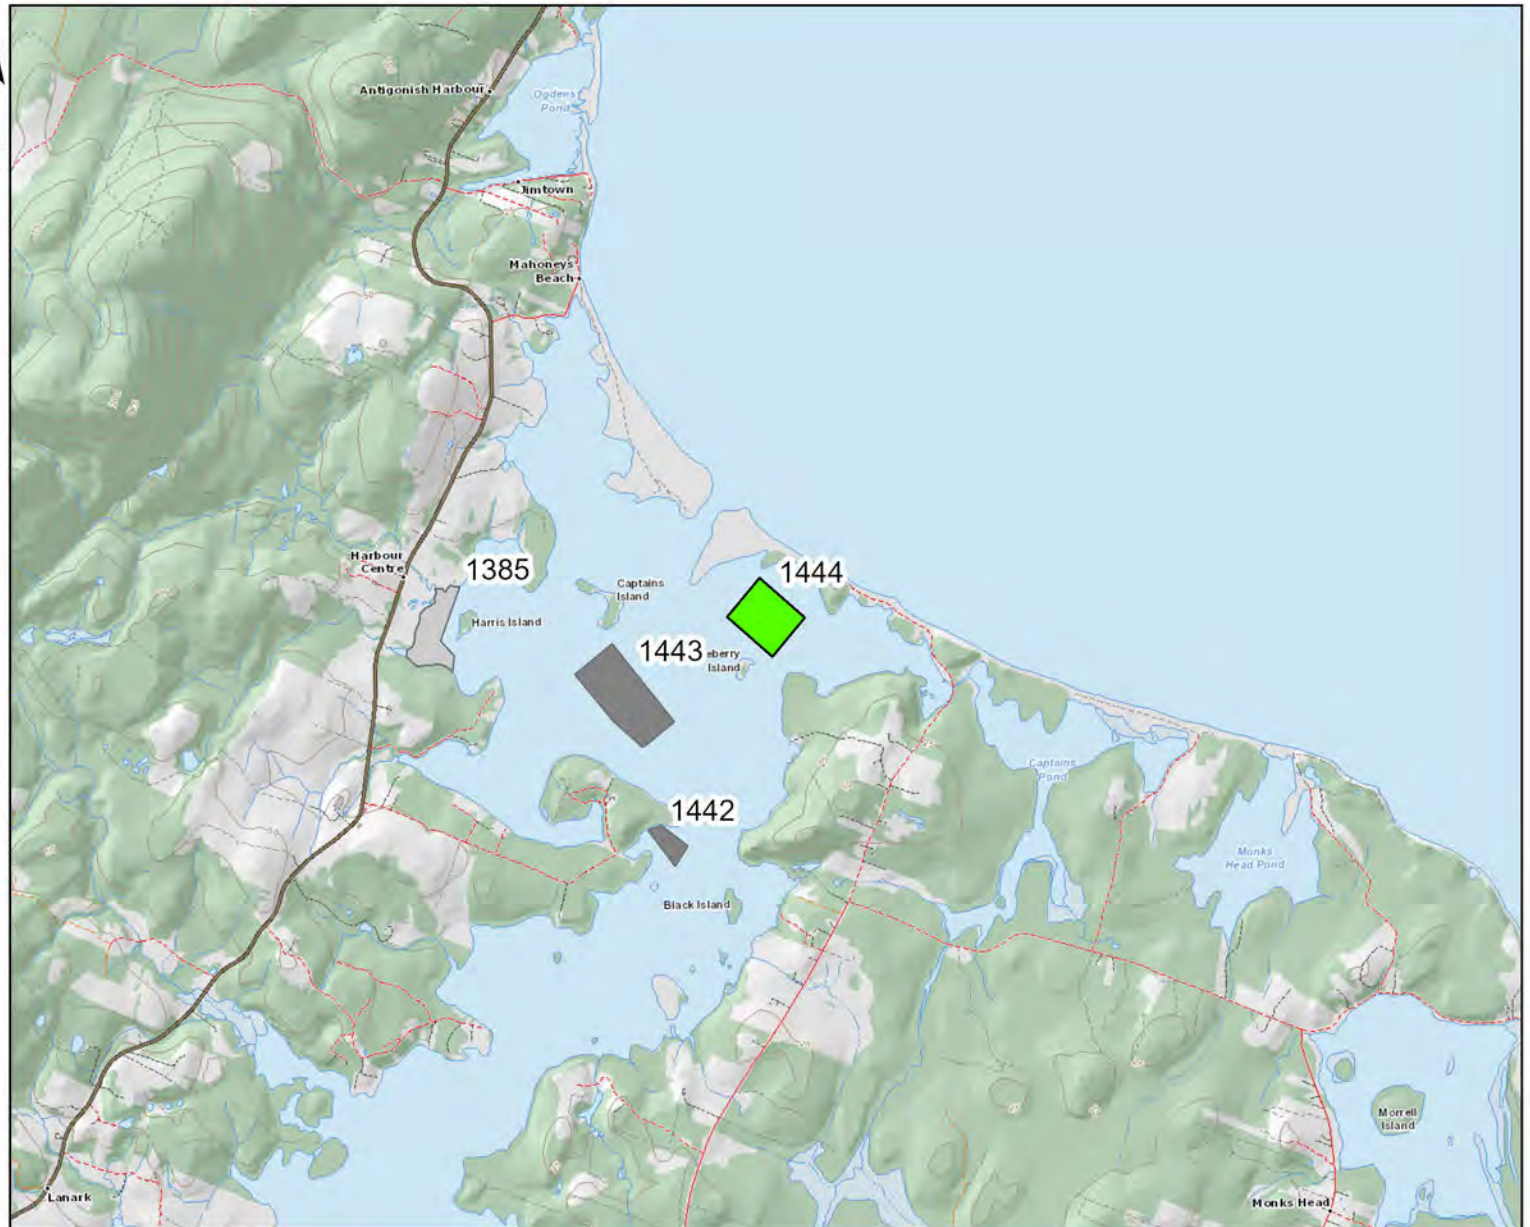 Antigonish Harbour
Ogdens
Pond
Jimtown
Mahoneys
Beach
Harbour
Centre
1385
Captains
Island
1444
Harris Island
1443
eberry
Island
Captains
Pond
1442
Monks
Head Pond
Black Island
Morrell
Island
Lanark
Monks Head